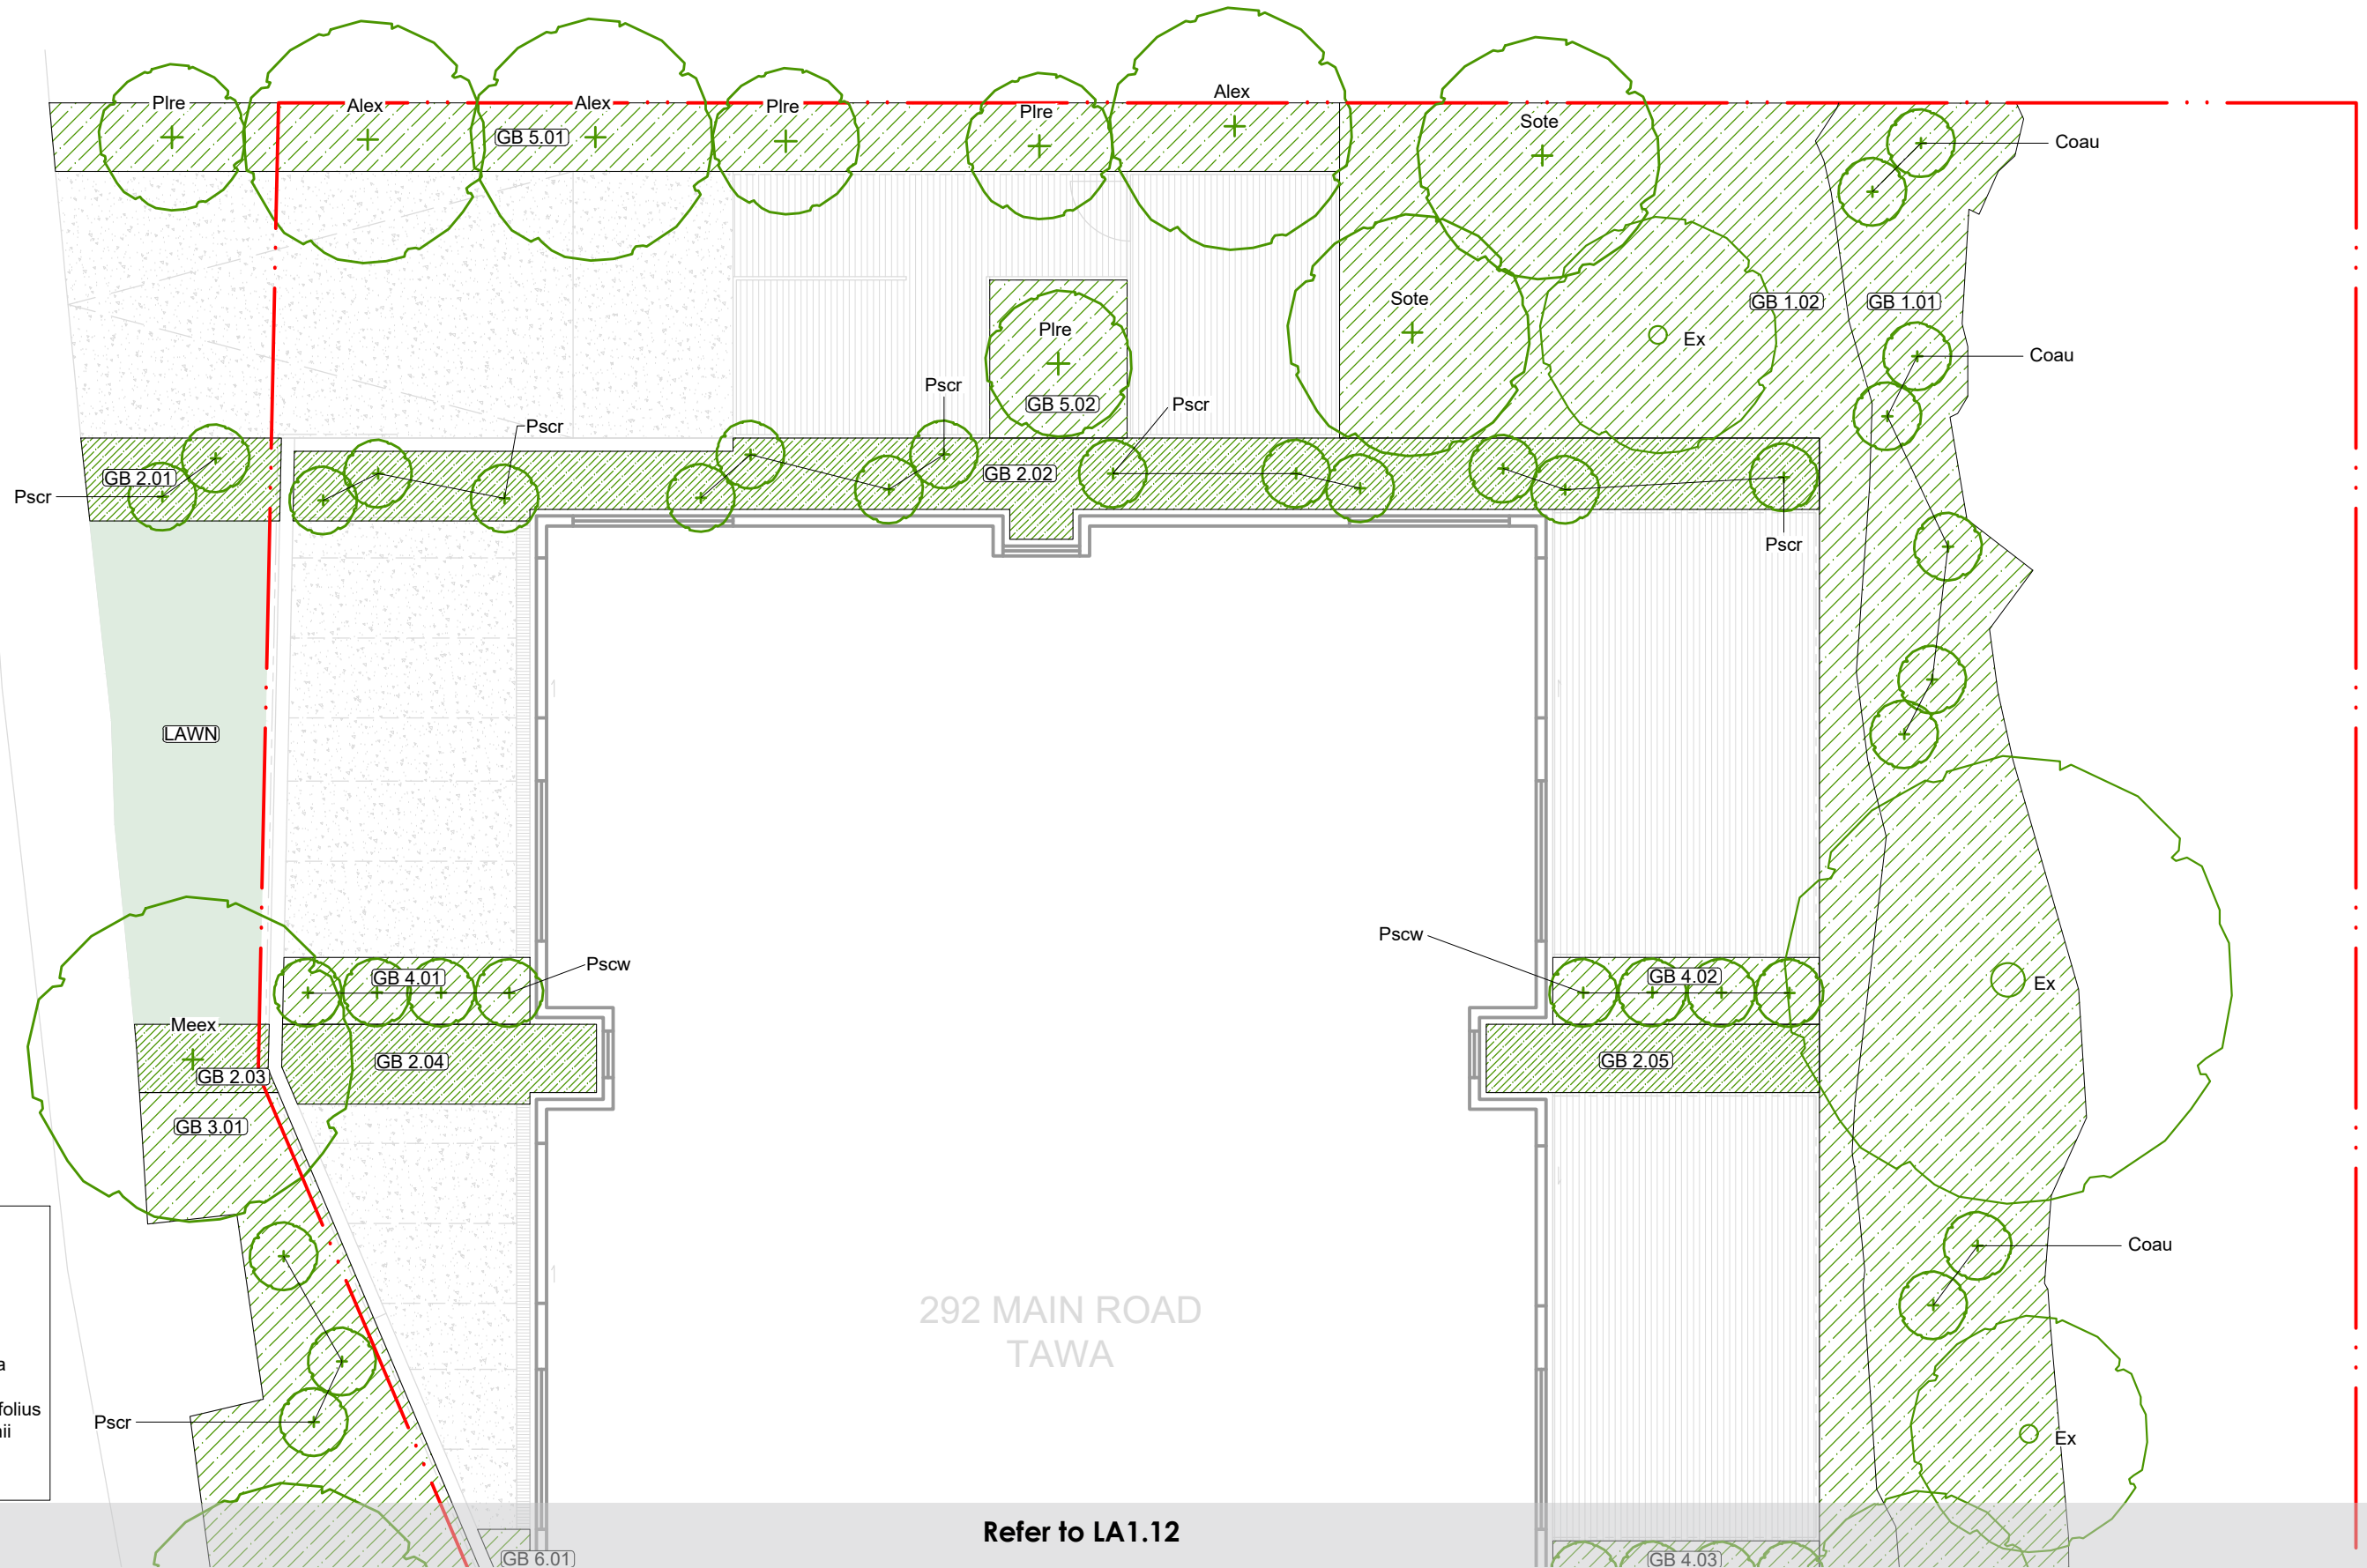 Plre
Alex
Alex
Plre
Plre
Alex
Sote
GB 5.01
Coau
Sote
GB 1.02
GB 1.01
Plre
Ex
Coau
Pscr
GB 5.02
Pscr
Pscr
GB 2.01
GB 2.02
Pscr
Pscr
LAWN
Pscw
Pscw
GB 4.01
GB 4.02
Ex
Meex
GB 2.03
GB 2.04
GB 2.05
GB 3.01
Coau
292 MAIN ROAD
TAWA
Pscr
Ex
Refer to LA1.12
GB 6.01
GB 4.03